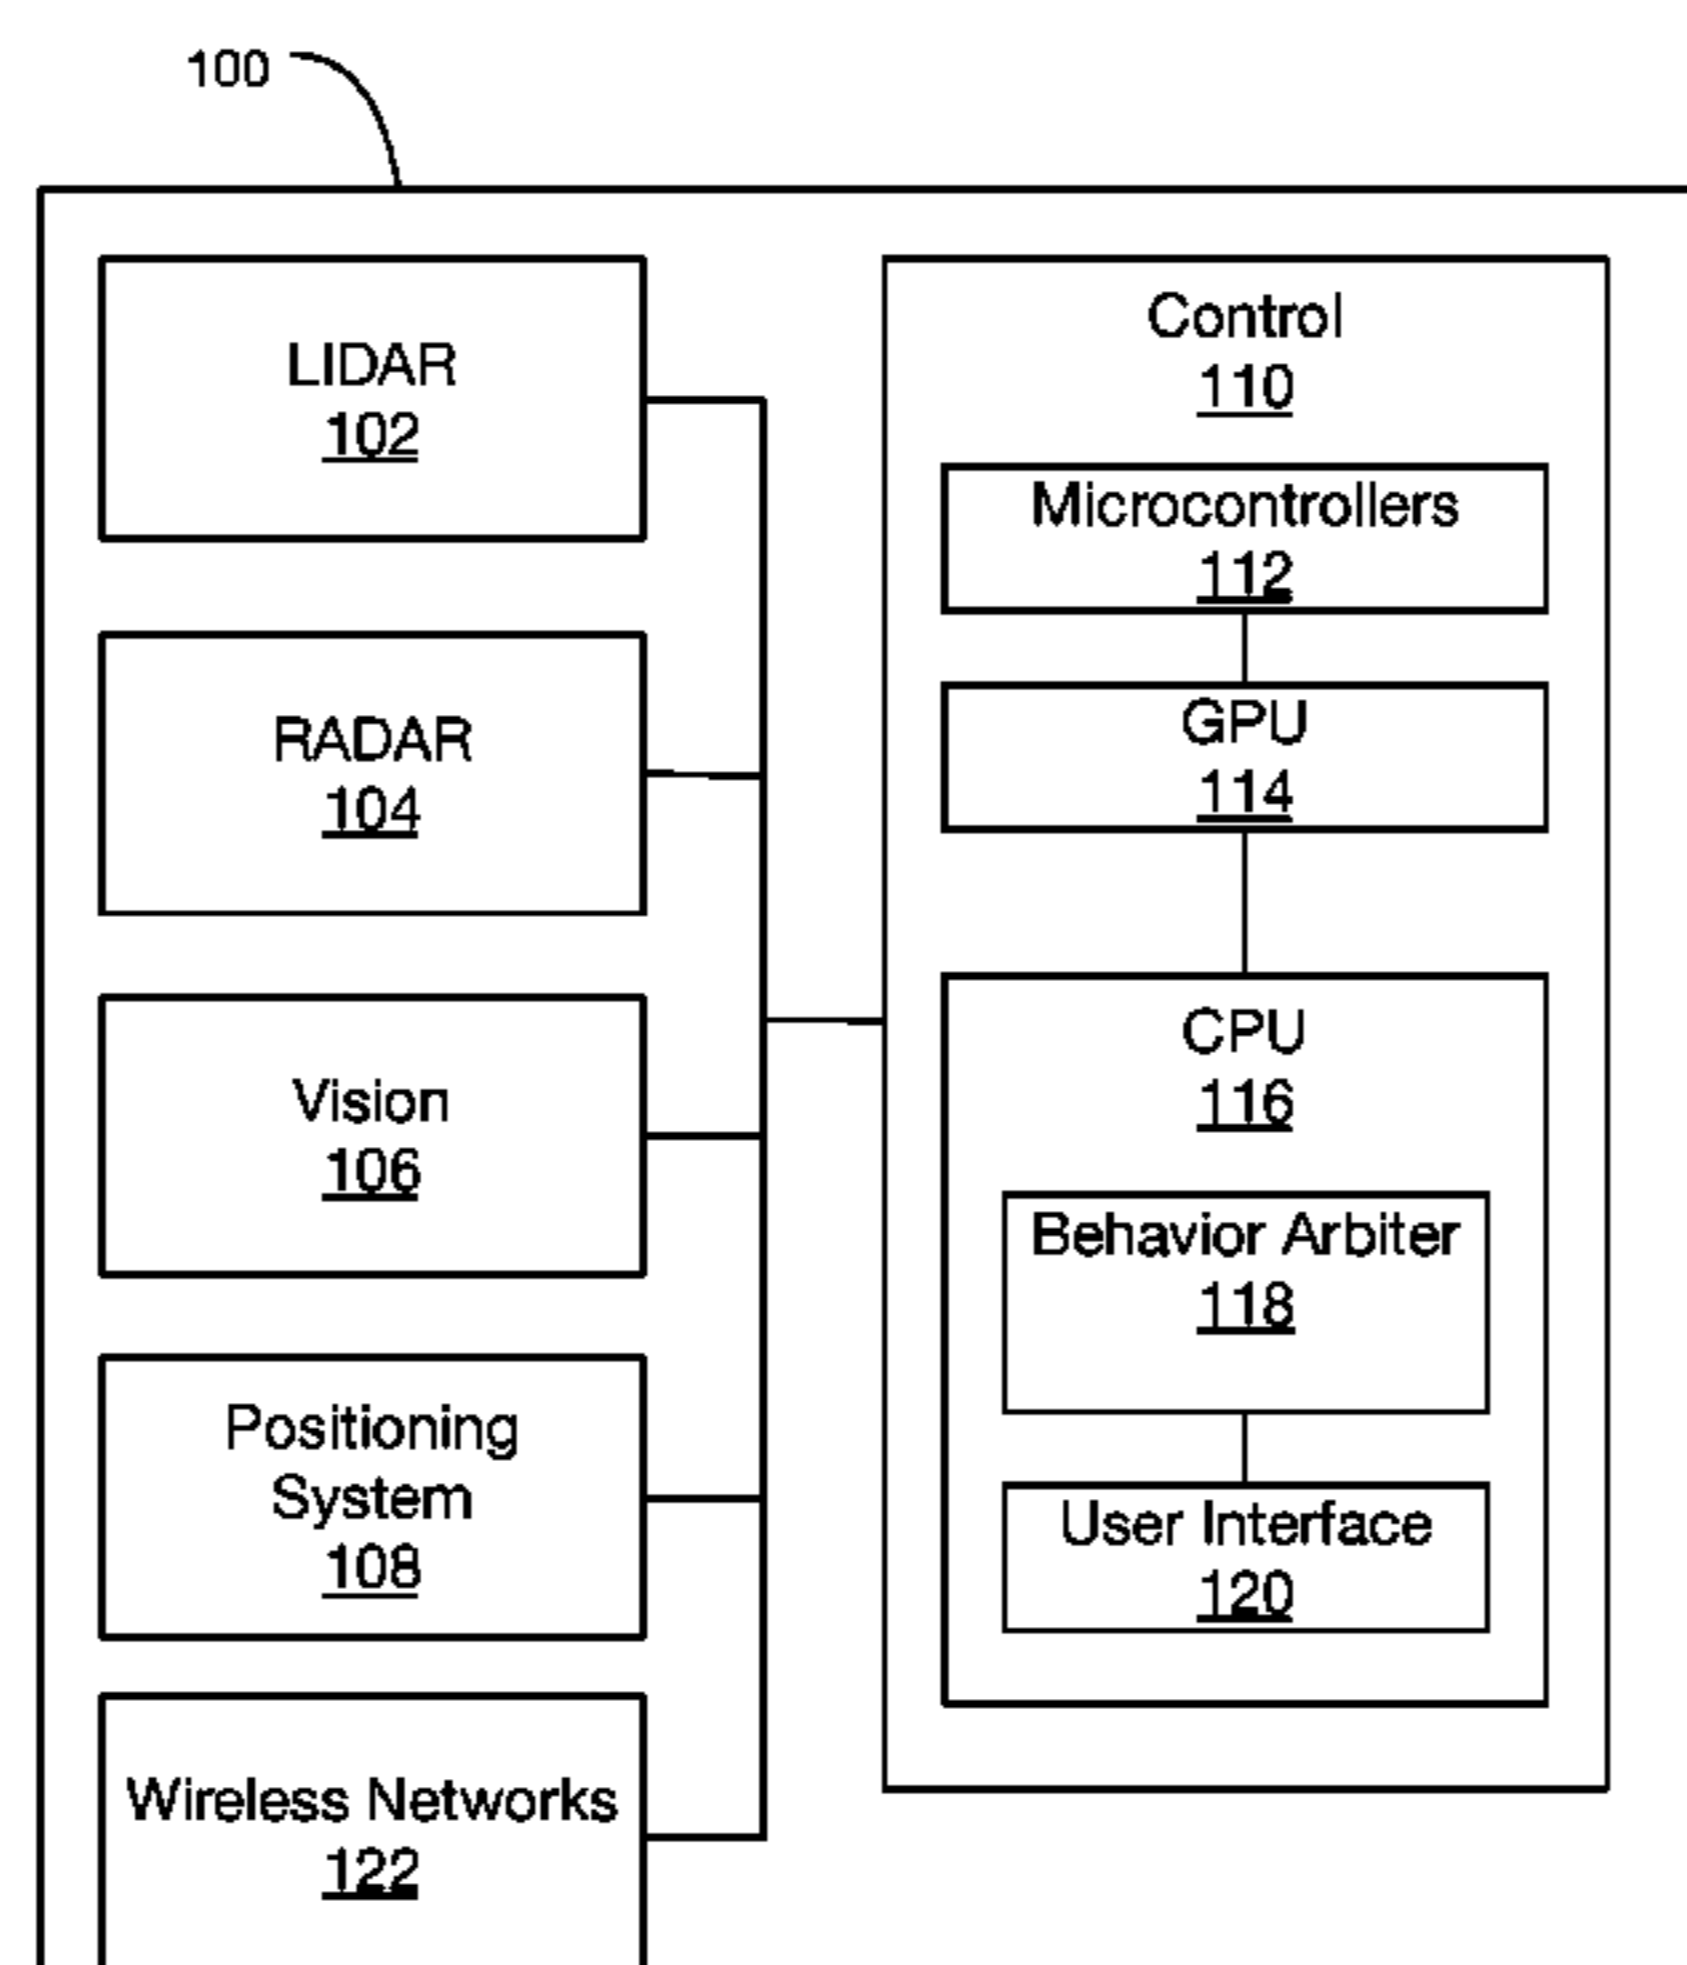 100
LIDAR
102
RADAR
104
Vision
106
Positioning
System
108
Wireless Networks
122
Control
110
Microcontrollers
112
GPU
114
CPU
116
Behavior Arbiter
118
User Interface
120